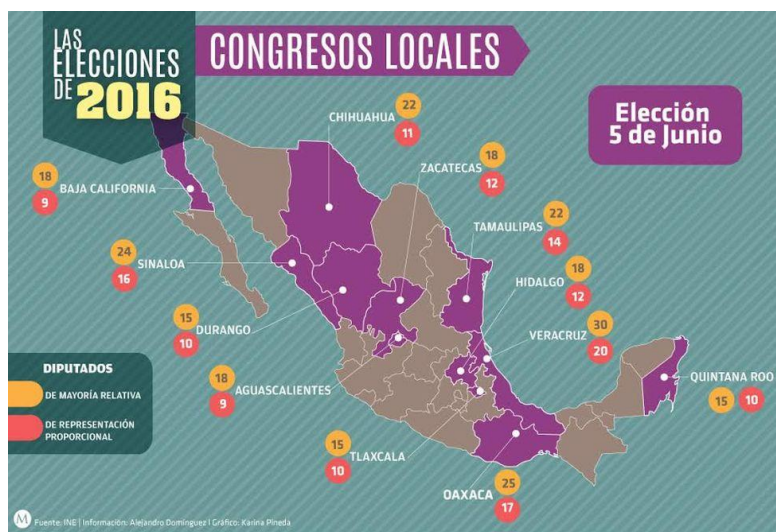 LAS
ELECCIONES
DE 2016
CONGRESOS LOCALES
Elección
5 de Junio
22
CHIHUAHUA
11
18
ZACATECAS
12
18
BAJA CALIFORNIA
9
22
TAMAULIPAS
14
24
SINALOA
16
18
HIDALGO
12
15
DURANGO
10
30
VERACRUZ
20
QUINTANA ROO
15 10
DIPUTADOS
DE MAYORÍA RELATIVA
DE REPRESENTACIÓN
PROPORCIONAL
18
AGUASCALIENTES
9
15
TLAXCALA
10
25
OAXACA
17
M Fuente: INE | Información: Alejandro Domínguez | Gráfico: Karina Pineda